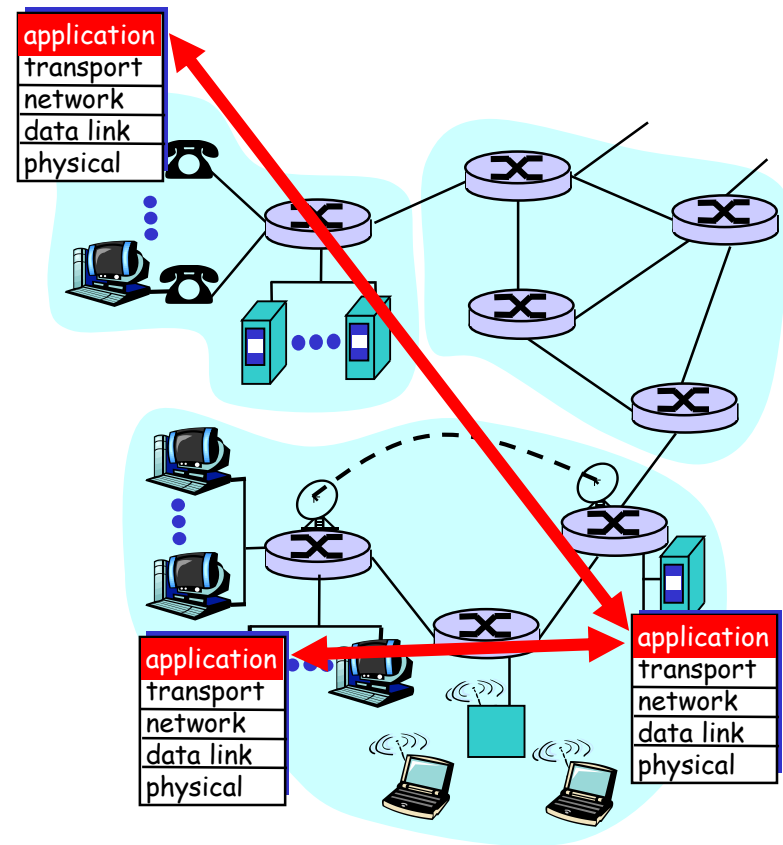 application
transport
network
data link
physical
application
transport
network
data link
physical
application
transport
network
data link
physical